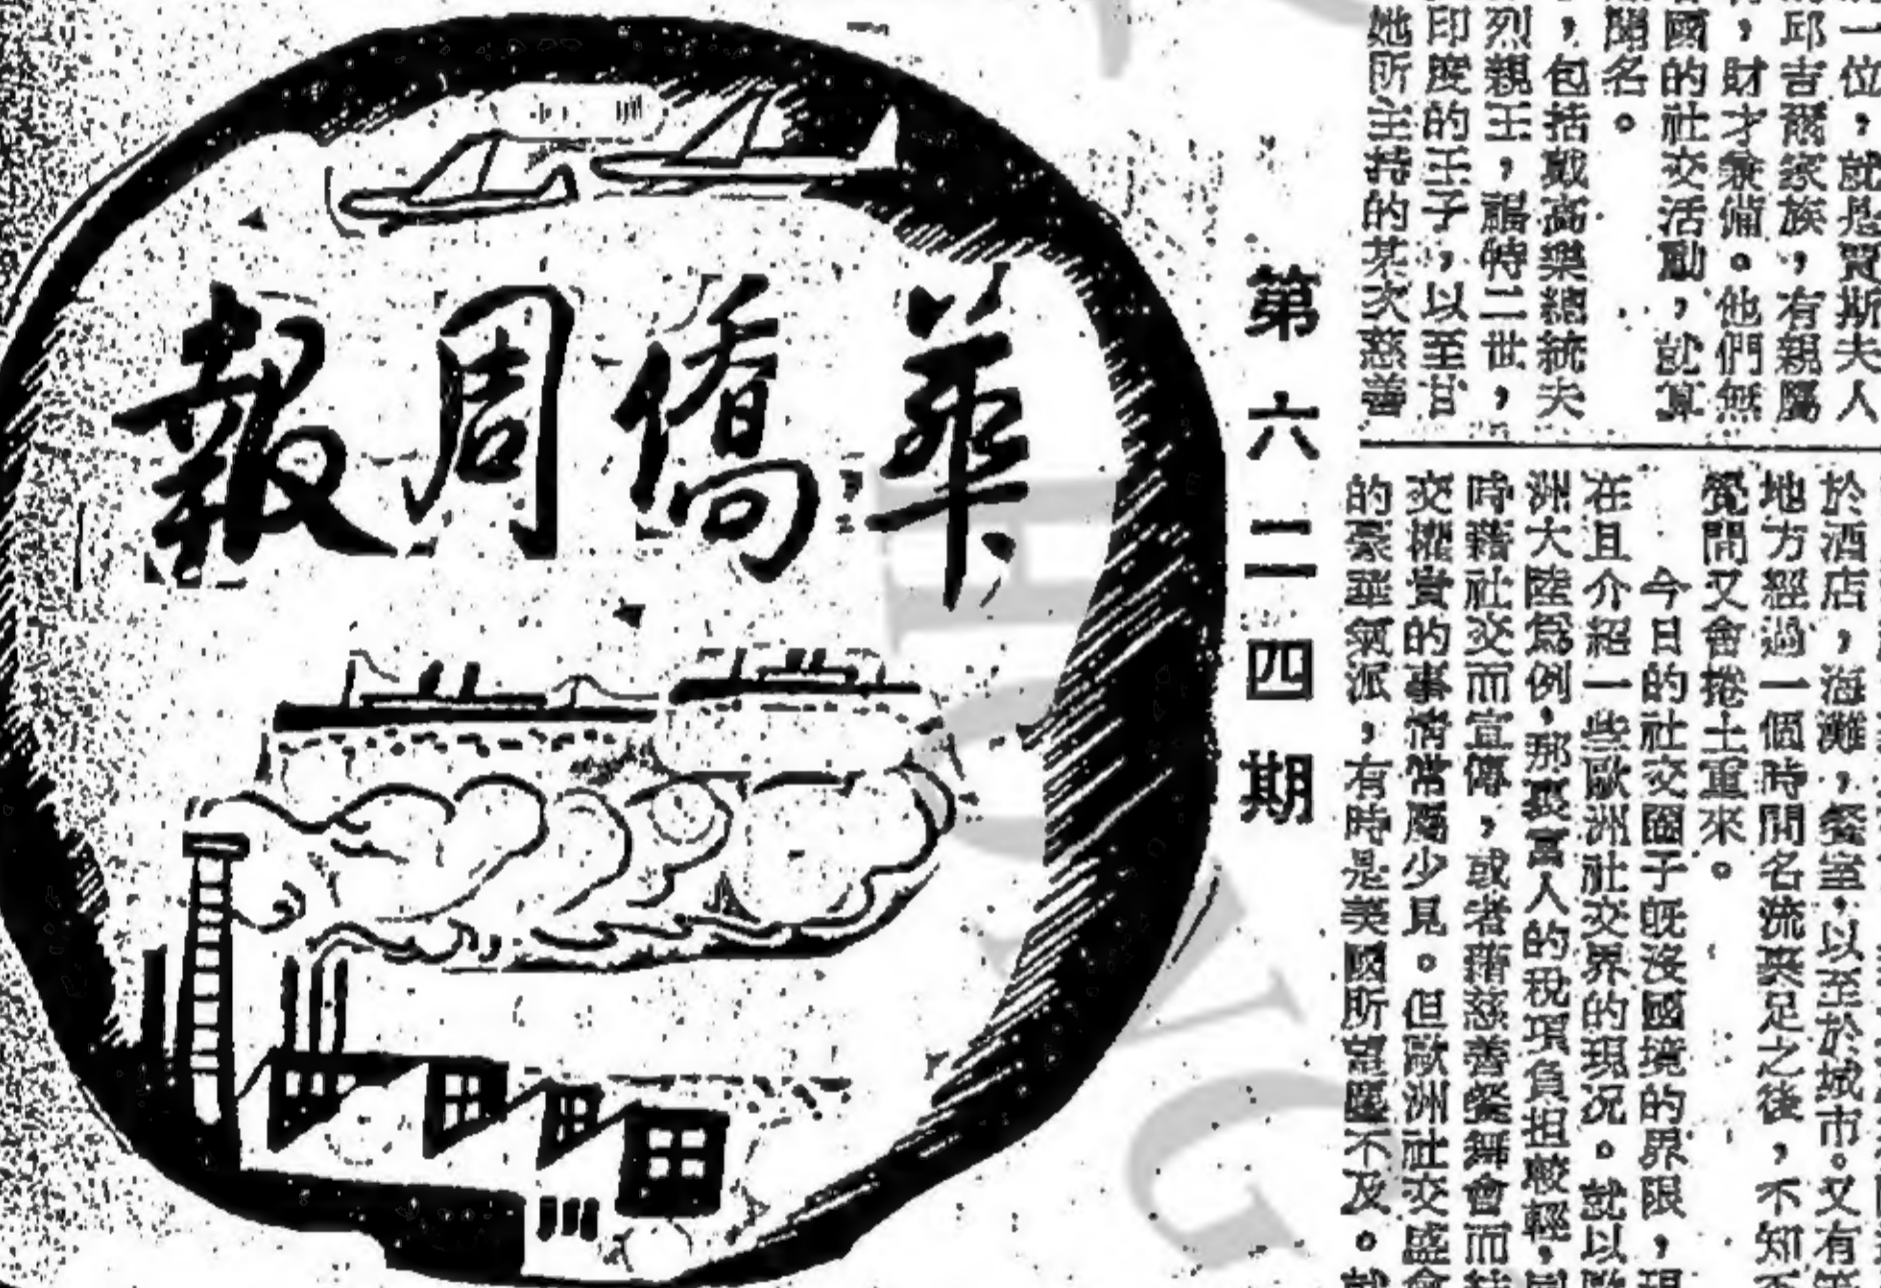 一位，就是賈斯夫人
邱吉爾家族，有親屬
，財才兼備。他們無
國的社交活動，就算
聞名。
，包括戴高樂總統夫
烈親王，福特二世，
印度的王子，以至甘
她所主持的某次慈善
於酒店，海灘，餐室，以至於城市。又有
地方經過一個時間名流興足之後，不知
覺間又會捲土重來。
今日的社交圈子既沒國境的界限，現
在且介紹一些歐洲社交界的現况。就以歐
洲大陸爲例，那裏富人的稅項負担較輕，
時藉社交而宣傳，或者藉慈善餐舞會而
交權貴的事情常屬少見。但歐洲社交盛會
的豪華氣派，有時是美國所望塵不及。就
第六二四期
華僑周報